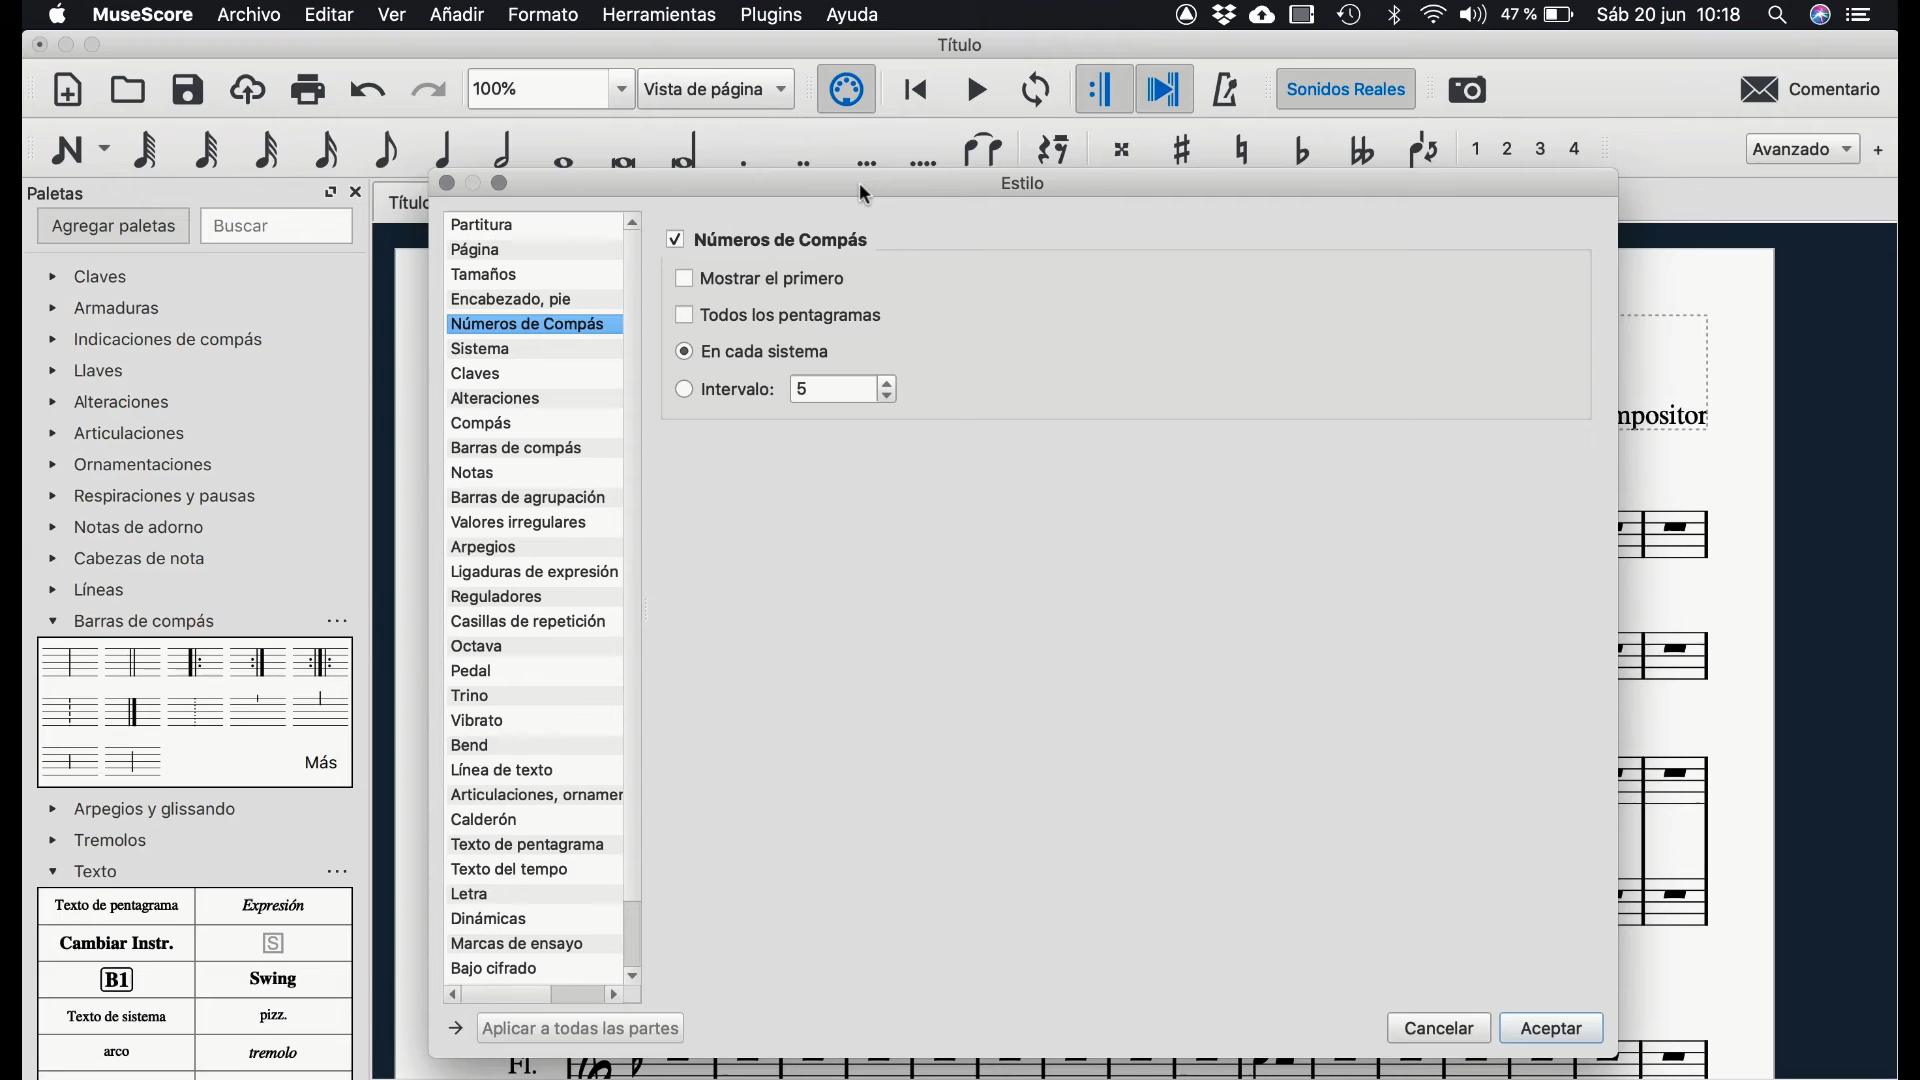 MuseScore Archivo Editar Ver Añadir Formato Herramientas Plugins Ayuda 47 % Sáb 20 jun 10:18
Título
100% Vista de página Sonidos Reales Comentario
1 2 3 4 Avanzado +
Paletas
Agregar paletas Buscar
Claves
Armaduras
Indicaciones de compás
Llaves
Alteraciones
Articulaciones
Ornamentaciones
Respiraciones y pausas
Notas de adorno
Cabezas de nota
Líneas
Barras de compás
Más
Arpegios y glissando
Tremolos
Texto
Texto de pentagrama Expresión
Cambiar Instr. S
B1 Swing
Texto de sistema pizz.
arco tremolo
Título
Estilo
Partitura
Página
Tamaños
Encabezado, pie
Números de Compás
Sistema
Claves
Alteraciones
Compás
Barras de compás
Notas
Barras de agrupación
Valores irregulares
Arpegios
Ligaduras de expresión
Reguladores
Casillas de repetición
Octava
Pedal
Trino
Vibrato
Bend
Línea de texto
Articulaciones, ornamen
Calderón
Texto de pentagrama
Texto del tempo
Letra
Dinámicas
Marcas de ensayo
Bajo cifrado
Números de Compás
Mostrar el primero
Todos los pentagramas
En cada sistema
Intervalo: 5
Aplicar a todas las partes Cancelar Aceptar
mpositor
Fl.